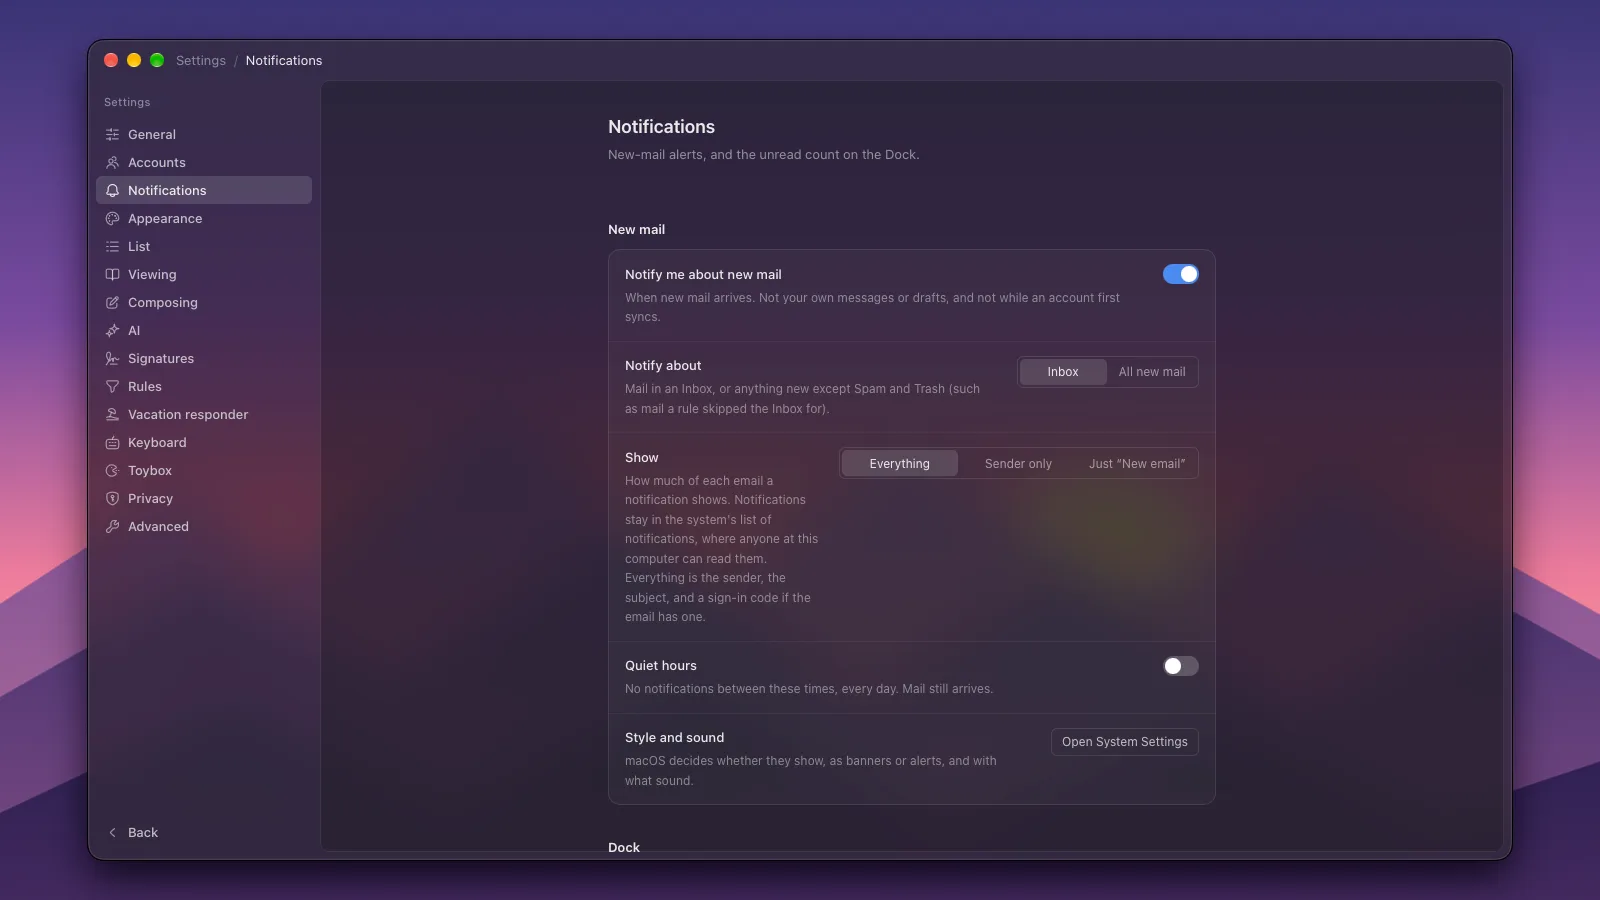 Settings / Notifications
Settings
General
Accounts
Notifications
Appearance
List
Viewing
Composing
AI
Signatures
Rules
Vacation responder
Keyboard
Toybox
Privacy
Advanced
Back
Notifications
New-mail alerts, and the unread count on the Dock.
New mail
Notify me about new mail
When new mail arrives. Not your own messages or drafts, and not while an account first
syncs.
Notify about
Mail in an Inbox, or anything new except Spam and Trash (such
as mail a rule skipped the Inbox for).
Inbox
All new mail
Show
How much of each email a
notification shows. Notifications
stay in the system's list of
notifications, where anyone at this
computer can read them.
Everything is the sender, the
subject, and a sign-in code if the
email has one.
Everything
Sender only
Just “New email”
Quiet hours
No notifications between these times, every day. Mail still arrives.
Style and sound
macOS decides whether they show, as banners or alerts, and with
what sound.
Open System Settings
Dock